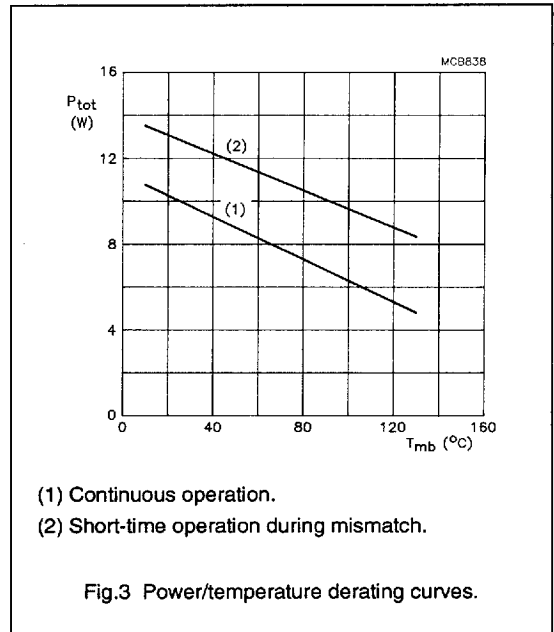 MCB838
16
Ptot
(W)
12
8
4
0
(2)
(1)
0 40 80 120 160
Tmb (°C)
(1) Continuous operation.
(2) Short-time operation during mismatch.
Fig.3 Power/temperature derating curves.